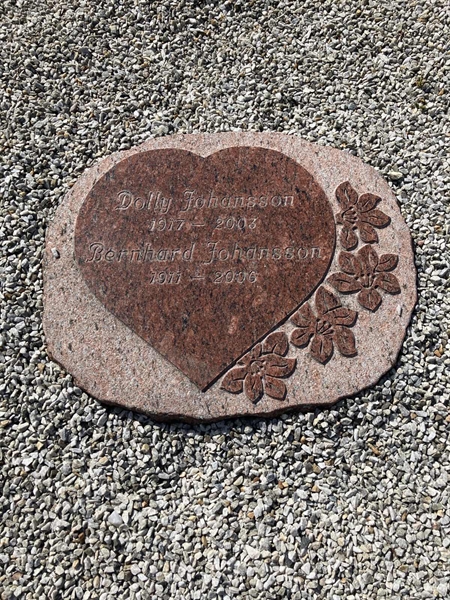 Dolly Johansson
1917 - 2003
Bernhard Johansson
1911 - 2006